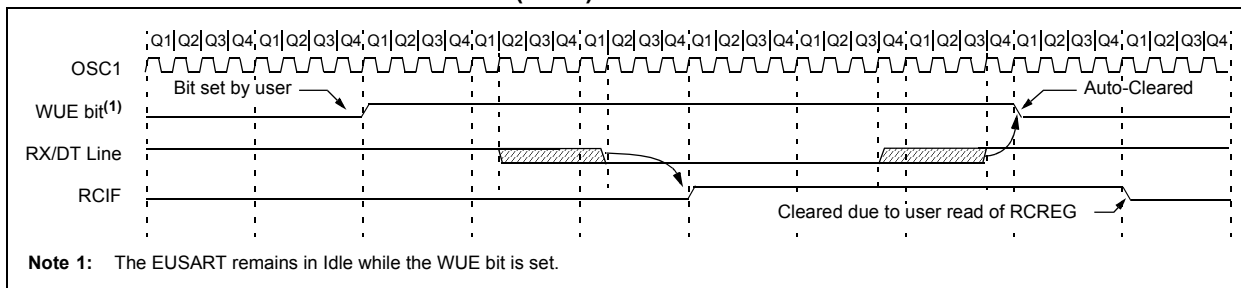 Q1 Q2 Q3 Q4 Q1 Q2 Q3 Q4 Q1 Q2 Q3 Q4 Q1 Q2 Q3 Q4 Q1 Q2 Q3 Q4 Q1 Q2 Q3 Q4 Q1 Q2 Q3 Q4 Q1 Q2 Q3 Q4 Q1 Q2 Q3 Q4 Q1 Q2 Q3 Q4
OSC1
Bit set by user
Auto-Cleared
WUE bit(1)
RX/DT Line
RCIF
Cleared due to user read of RCREG
Note 1: The EUSART remains in Idle while the WUE bit is set.